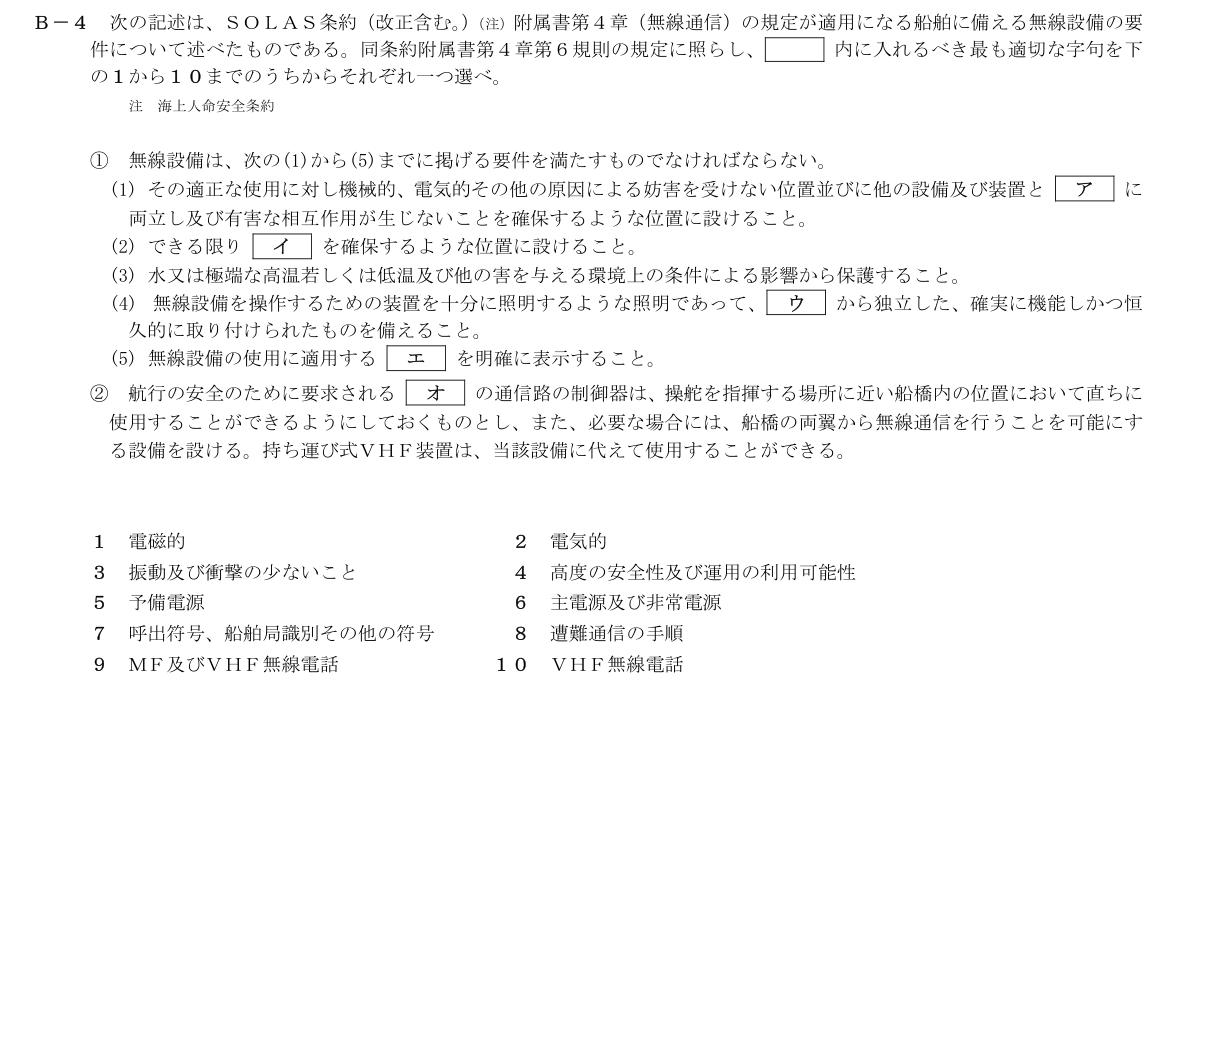 Ｂ－４　次の記述は、ＳＯＬＡＳ条約（改正含む。）（注）附属書第４章（無線通信）の規定が適用になる船舶に備える無線設備の要
件について述べたものである。同条約附属書第４章第６規則の規定に照らし、　　　内に入れるべき最も適切な字句を下
の１から１０までのうちからそれぞれ一つ選べ。
注　海上人命安全条約
①　無線設備は、次の(1)から(5)までに掲げる要件を満たすものでなければならない。
(1) その適正な使用に対し機械的、電気的その他の原因による妨害を受けない位置並びに他の設備及び装置と ア に
両立し及び有害な相互作用が生じないことを確保するような位置に設けること。
(2) できる限り イ を確保するような位置に設けること。
(3) 水又は極端な高温若しくは低温及び他の害を与える環境上の条件による影響から保護すること。
(4) 無線設備を操作するための装置を十分に照明するような照明であって、 ウ から独立した、確実に機能しかつ恒
久的に取り付けられたものを備えること。
(5) 無線設備の使用に適用する エ を明確に表示すること。
②　航行の安全のために要求される オ の通信路の制御器は、操舵を指揮する場所に近い船橋内の位置において直ちに
使用することができるようにしておくものとし、また、必要な場合には、船橋の両翼から無線通信を行うことを可能にす
る設備を設ける。持ち運び式ＶＨＦ装置は、当該設備に代えて使用することができる。
１　電磁的　２　電気的
３　振動及び衝撃の少ないこと　４　高度の安全性及び運用の利用可能性
５　予備電源　６　主電源及び非常電源
７　呼出符号、船舶局識別その他の符号　８　遭難通信の手順
９　ＭＦ及びＶＨＦ無線電話　１０　ＶＨＦ無線電話